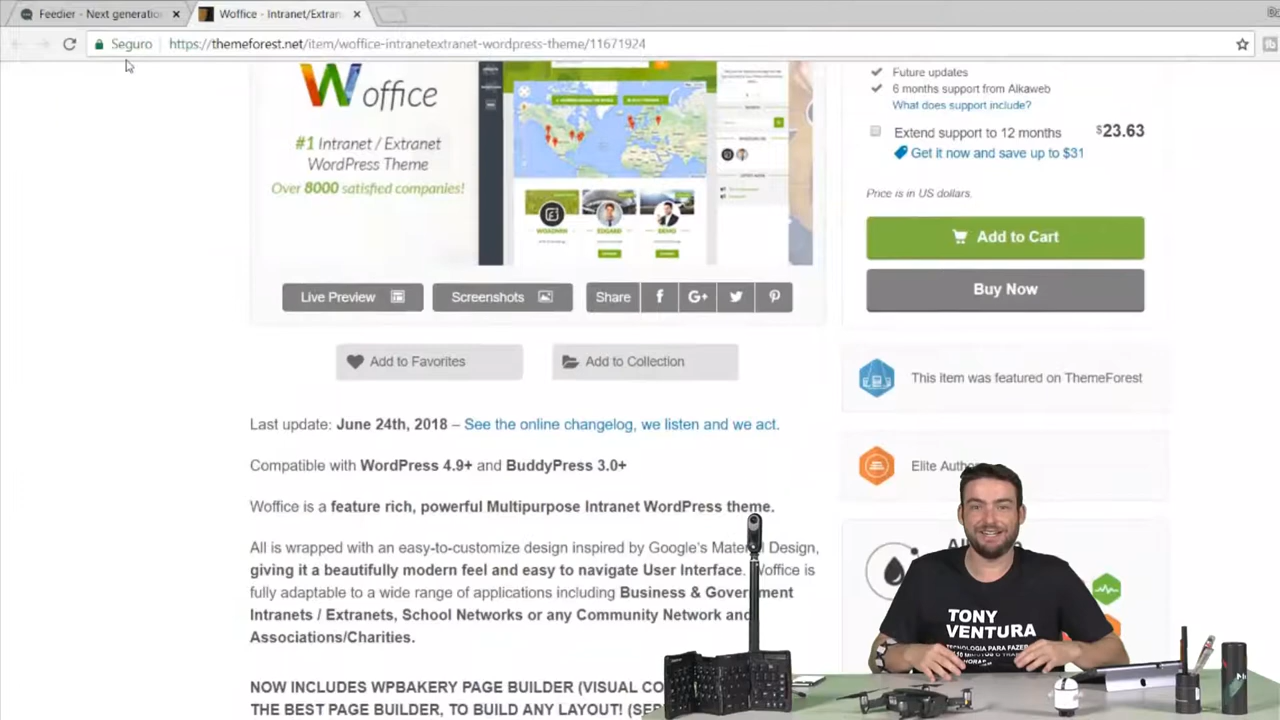 Feedier - Next generatio
Woffice - Intranet/Extran
Seguro
https://themeforest.net/item/woffice-intranetextranet-wordpress-theme/11671924
Woffice
#1 Intranet / Extranet
WordPress Theme
Over 8000 satisfied companies!
Live Preview
Screenshots
Share
Add to Favorites
Add to Collection
Last update: June 24th, 2018 – See the online changelog, we listen and we act.
Compatible with WordPress 4.9+ and BuddyPress 3.0+
Woffice is a feature rich, powerful Multipurpose Intranet WordPress theme.
All is wrapped with an easy-to-customize design inspired by Google's Mater Design,
giving it a beautifully modern feel and easy to navigate User Interface. Woffice is
fully adaptable to a wide range of applications including Business & Government
Intranets / Extranets, School Networks or any Community Network and
Associations/Charities.
NOW INCLUDES WPBAKERY PAGE BUILDER (VISUAL CO
THE BEST PAGE BUILDER, TO BUILD ANY LAYOUT! (SE
Future updates
6 months support from Alkaweb
What does support include?
Extend support to 12 months $23.63
Get it now and save up to $31
Price is in US dollars.
Add to Cart
Buy Now
This item was featured on ThemeForest
Elite Autho
TONY
VENTURA
TECNOLOGIA PARA FAZER